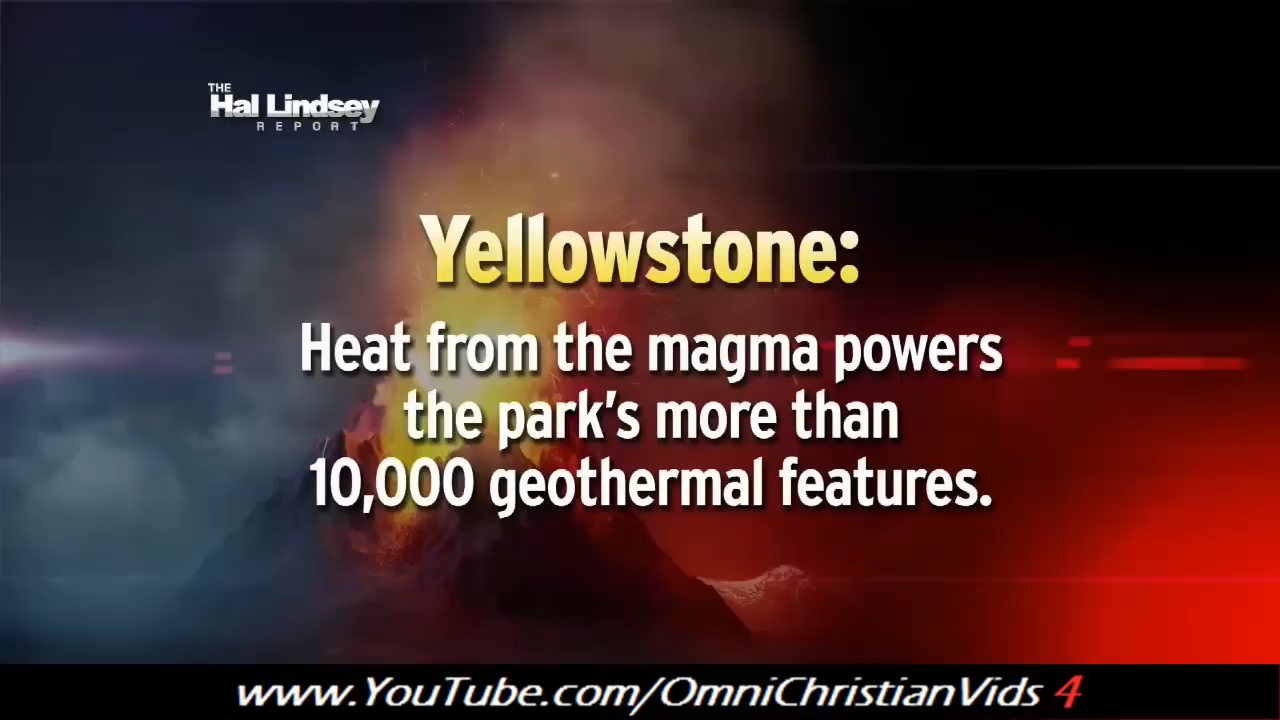 THE
Hal Lindsey
REPORT
Yellowstone:
Heat from the magma powers
the park's more than
10,000 geothermal features.
www.YouTube.com/OmniChristianVids 4